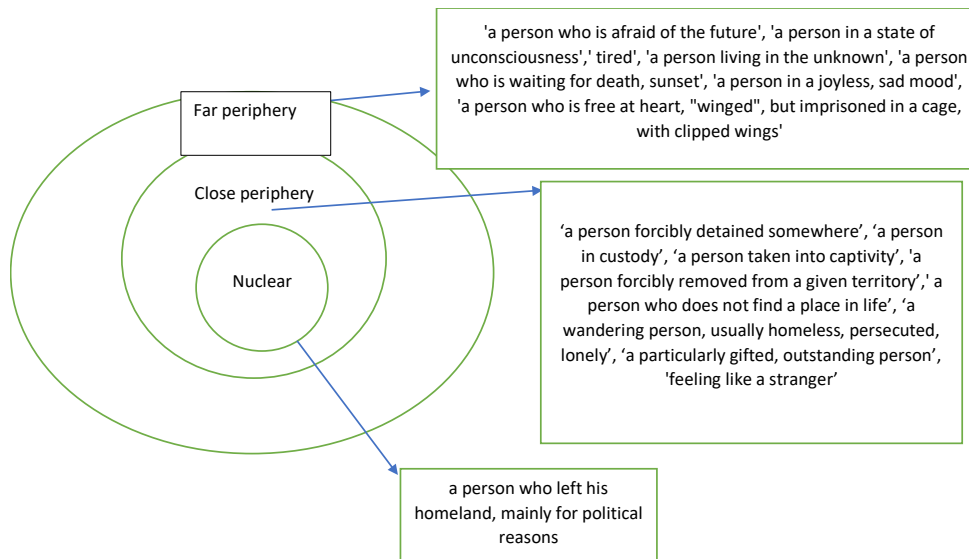 'a person who is afraid of the future', 'a person in a state of
unconsciousness',' tired', 'a person living in the unknown', 'a person
who is waiting for death, sunset', 'a person in a joyless, sad mood',
'a person who is free at heart, "winged", but imprisoned in a cage,
with clipped wings'
Far periphery
Close periphery
‘a person forcibly detained somewhere’, ‘a person
in custody’, ‘a person taken into captivity’, 'a
person forcibly removed from a given territory',' a
person who does not find a place in life’, ‘a
wandering person, usually homeless, persecuted,
lonely’, ‘a particularly gifted, outstanding person’,
'feeling like a stranger’
Nuclear
a person who left his
homeland, mainly for political
reasons